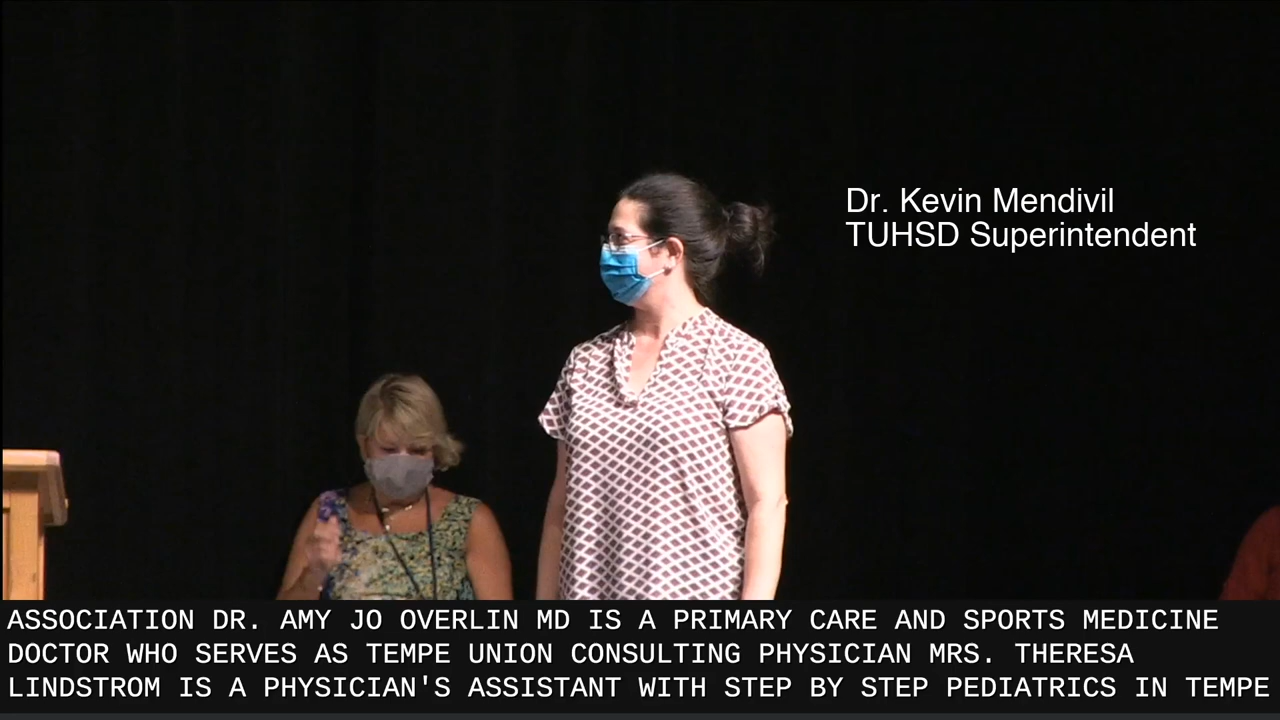 Dr. Kevin Mendivil
TUHSD Superintendent
ASSOCIATION DR. AMY JO OVERLIN MD IS A PRIMARY CARE AND SPORTS MEDICINE
DOCTOR WHO SERVES AS TEMPE UNION CONSULTING PHYSICIAN MRS. THERESA
LINDSTROM IS A PHYSICIAN'S ASSISTANT WITH STEP BY STEP PEDIATRICS IN TEMPE